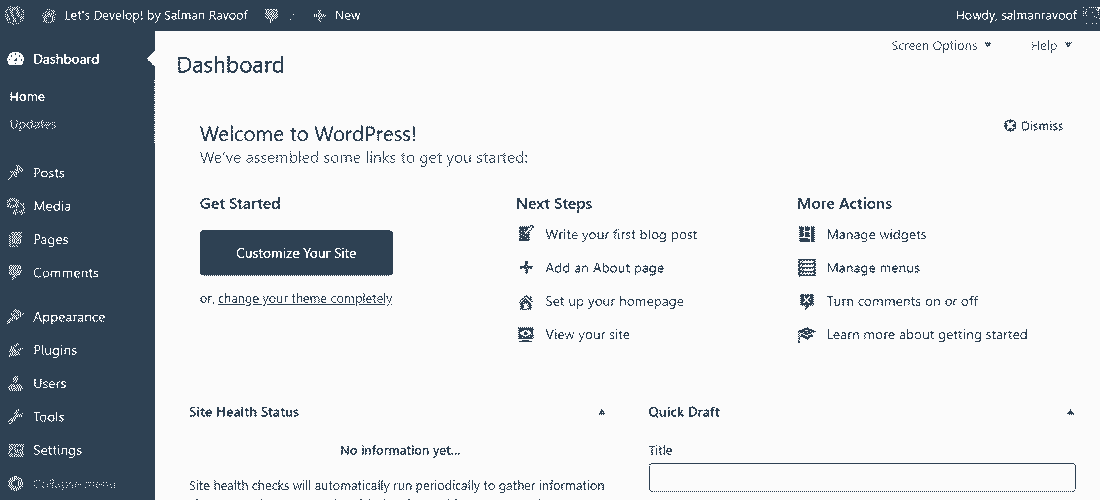 Let's Develop! by Salman Ravoof
New
Howdy, salmanravoof
Screen Options
Help
Dashboard
Home
Updates
Posts
Media
Pages
Comments
Appearance
Plugins
Users
Tools
Settings
Collapse menu
Dashboard
Welcome to WordPress!
We've assembled some links to get you started:
Dismiss
Get Started
Customize Your Site
or, change your theme completely
Next Steps
Write your first blog post
Add an About page
Set up your homepage
View your site
More Actions
Manage widgets
Manage menus
Turn comments on or off
Learn more about getting started
Site Health Status
No information yet...
Site health checks will automatically run periodically to gather information
Quick Draft
Title